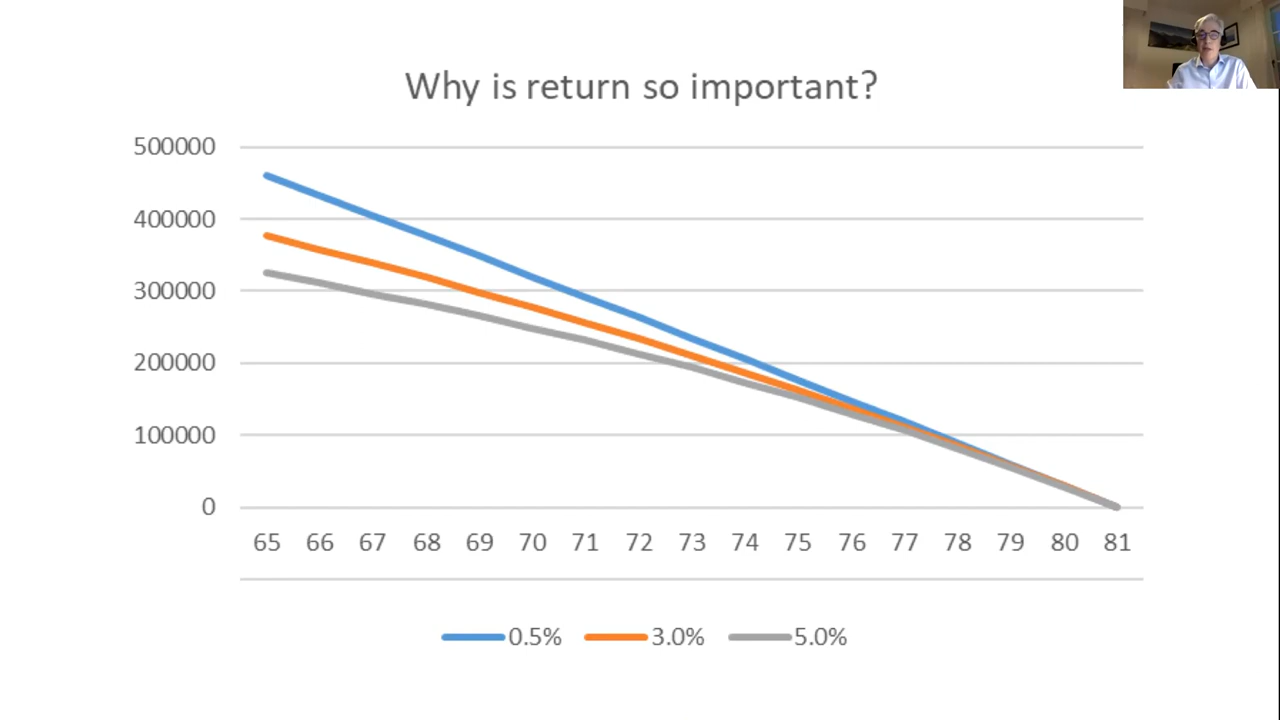 Why is return so important?
500000
400000
300000
200000
100000
0
65 66 67 68 69 70 71 72 73 74 75 76 77 78 79 80 81
0.5% 3.0% 5.0%